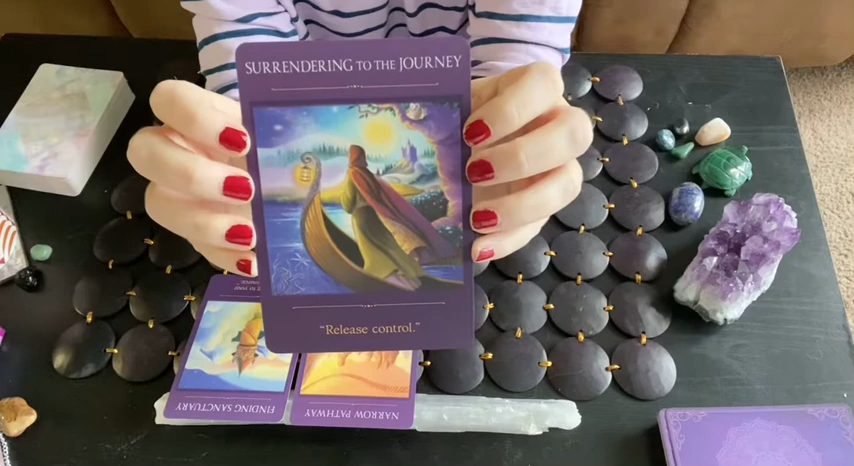 SURRENDERING TO THE JOURNEY
"Release control."
FINDING SANCTUARY
NARROW PATHWAY